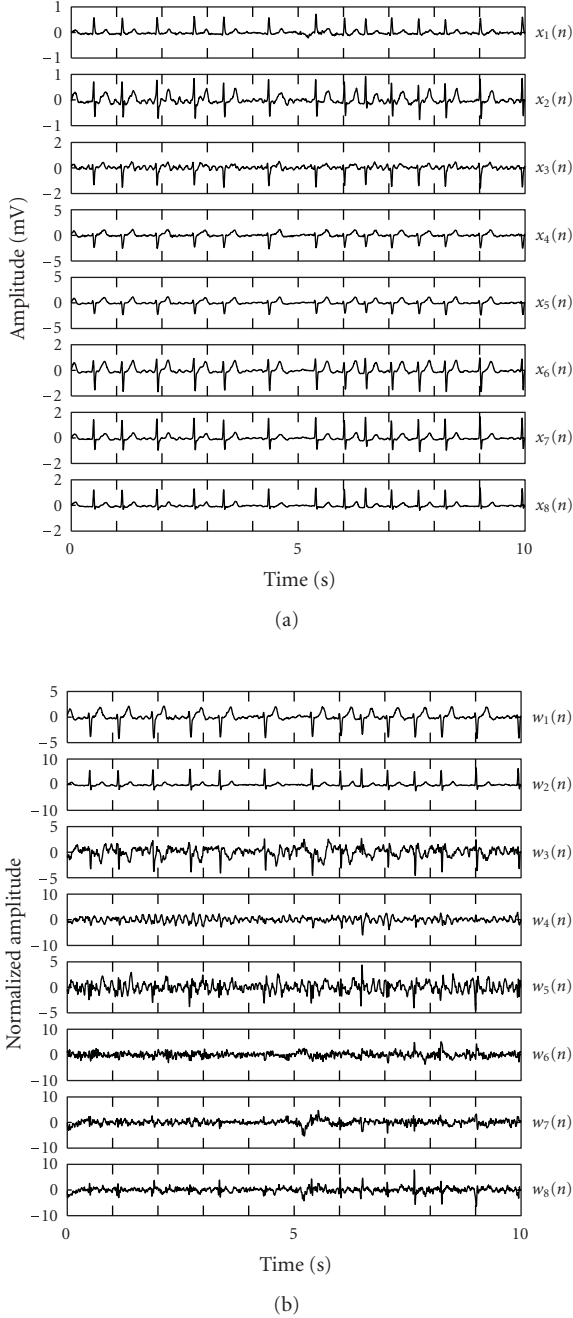 Amplitude (mV)
1
0
−1
x1(n)
1
0
−1
x2(n)
2
0
−2
x3(n)
5
0
−5
x4(n)
5
0
−5
x5(n)
2
0
−2
x6(n)
2
0
−2
x7(n)
2
0
−2
x8(n)
0 5 10
Time (s)
(a)
Normalized amplitude
5
0
−5
w1(n)
10
0
−10
w2(n)
5
0
−5
w3(n)
10
0
−10
w4(n)
5
0
−5
w5(n)
10
0
−10
w6(n)
10
0
−10
w7(n)
10
0
−10
w8(n)
0 5 10
Time (s)
(b)